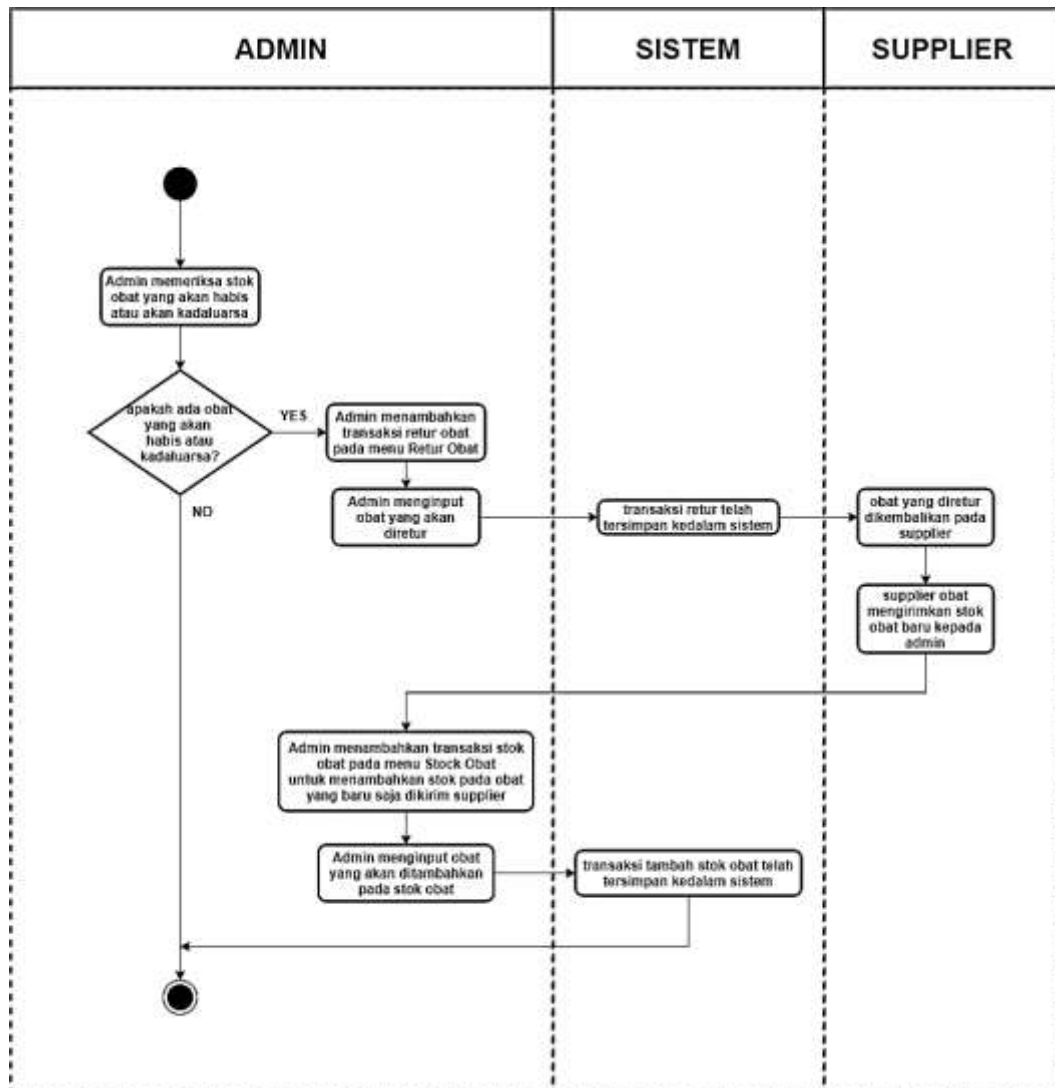 ADMIN
SISTEM
SUPPLIER
Admin memeriksa stok
obat yang akan habis
atau akan kadaluarsa
apakah ada obat
yang akan
habis atau
kadaluarsa?
YES
NO
Admin menambahkan
transaksi retur obat
pada menu Retur Obat
Admin menginput
obat yang akan
diretur
transaksi retur telah
tersimpan kedalam sistem
obat yang diretur
dikembalikan pada
supplier
supplier obat
mengirimkan stok
obat baru kepada
admin
Admin menambahkan transaksi stok
obat pada menu Stock Obat
untuk menambahkan stok pada obat
yang baru saja dikirim supplier
Admin menginput obat
yang akan ditambahkan
pada stok obat
transaksi tambah stok obat telah
tersimpan kedalam sistem